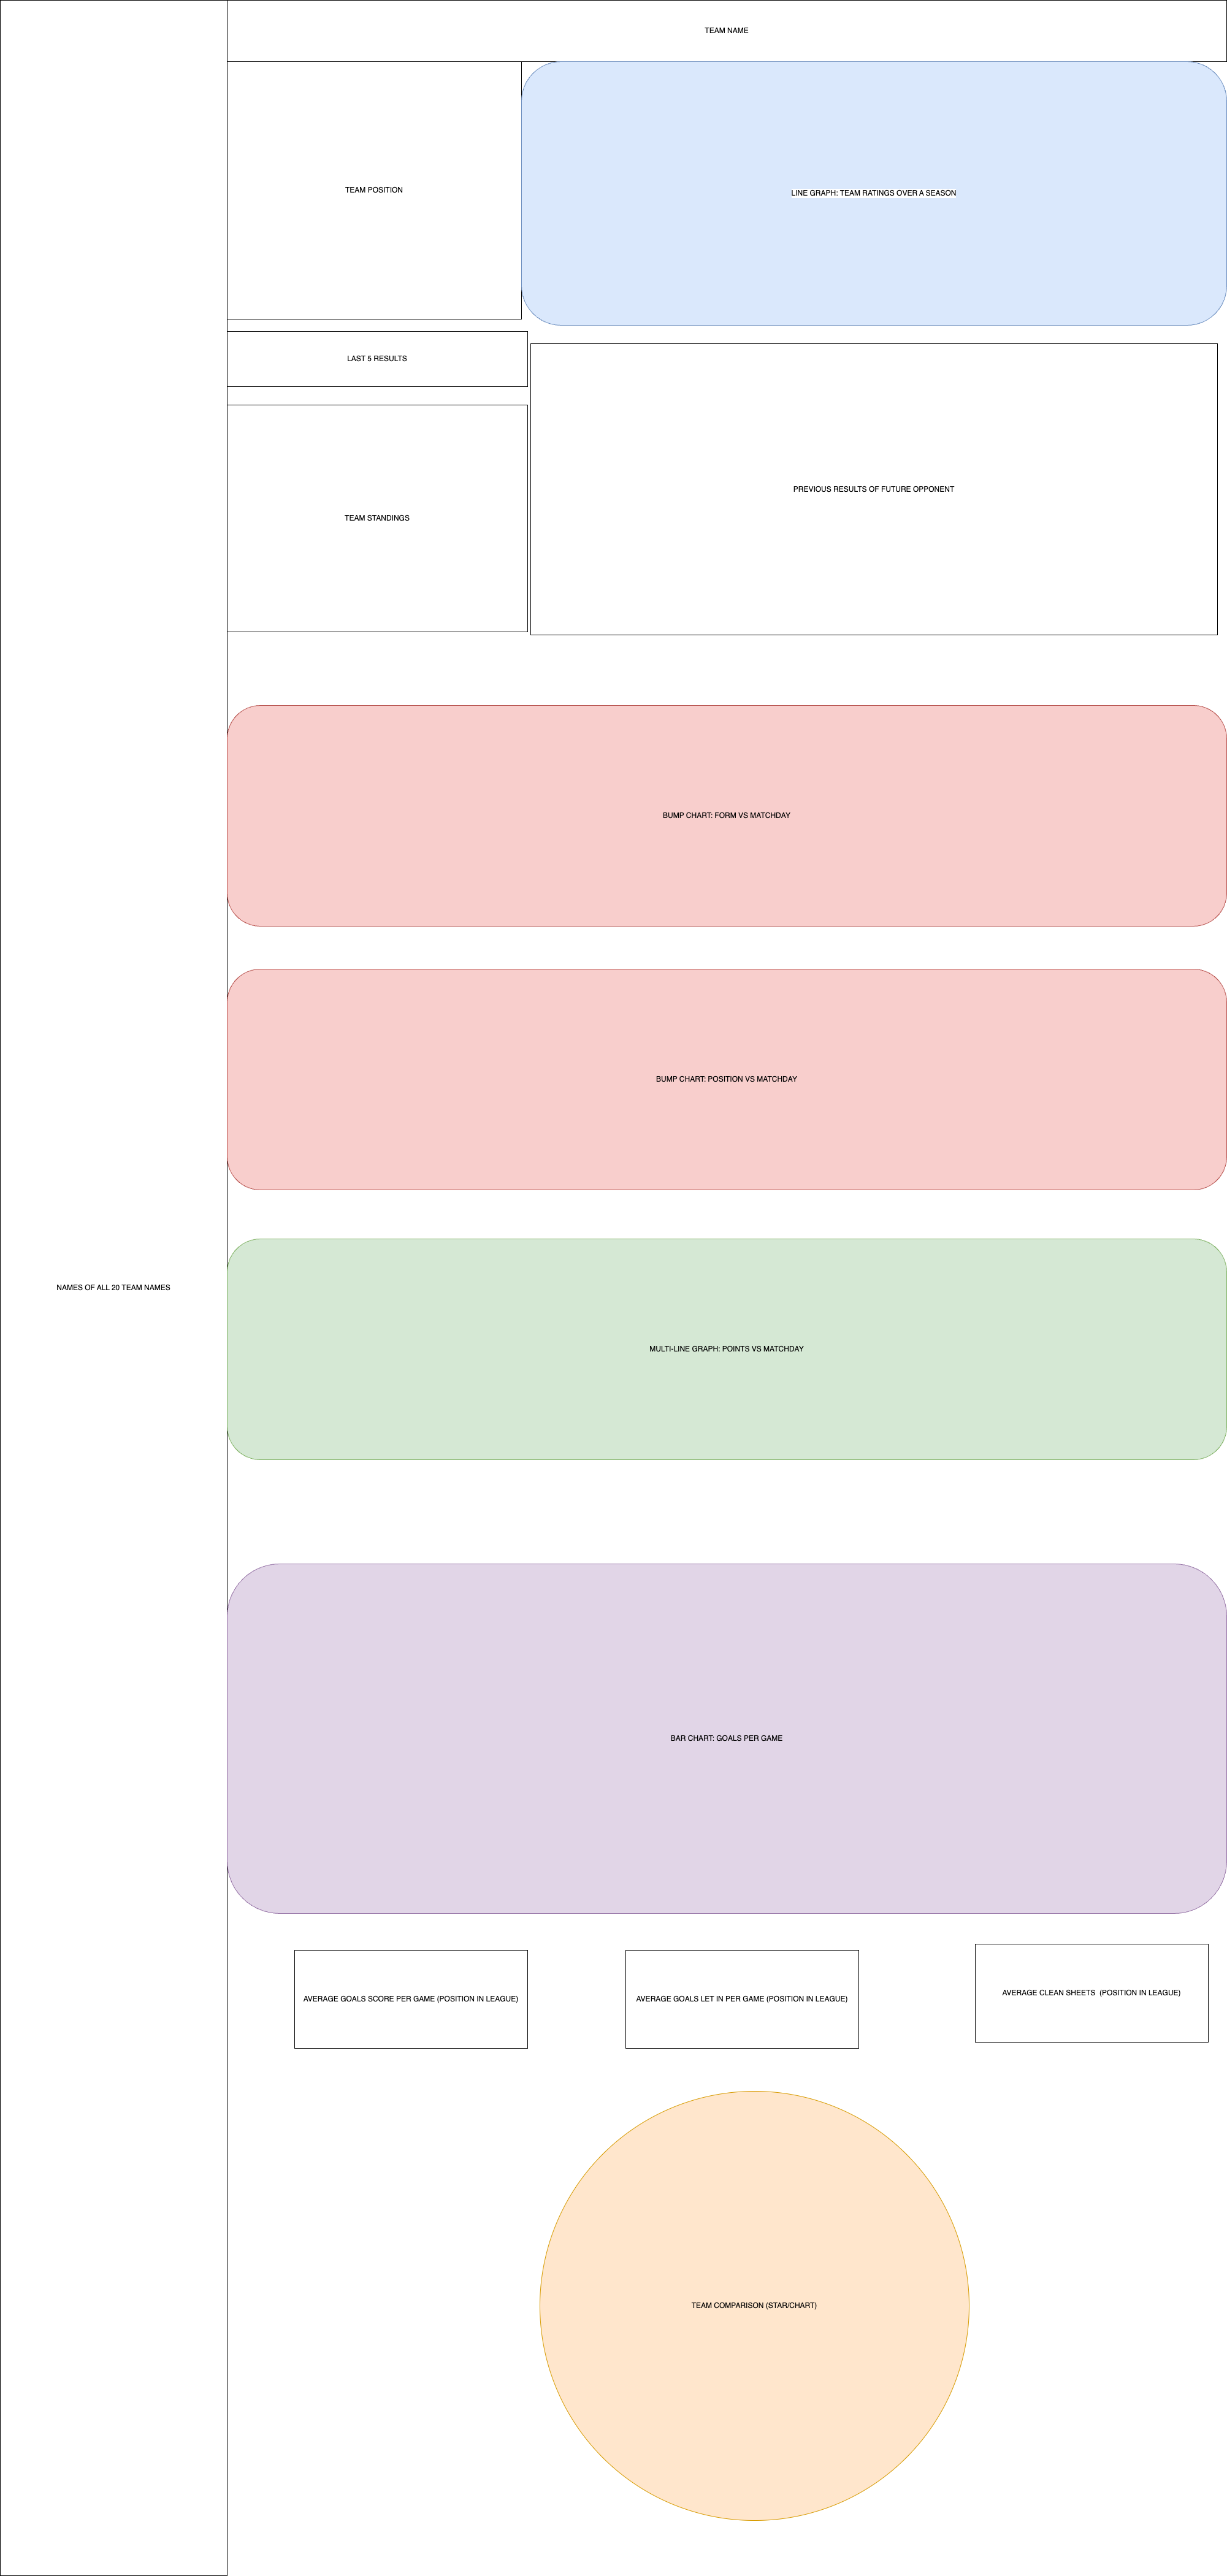 TEAM NAME
TEAM POSITION
LINE GRAPH: TEAM RATINGS OVER A SEASON
LAST 5 RESULTS
PREVIOUS RESULTS OF FUTURE OPPONENT
TEAM STANDINGS
BUMP CHART: FORM VS MATCHDAY
BUMP CHART: POSITION VS MATCHDAY
NAMES OF ALL 20 TEAM NAMES
MULTI-LINE GRAPH: POINTS VS MATCHDAY
BAR CHART: GOALS PER GAME
AVERAGE GOALS SCORE PER GAME (POSITION IN LEAGUE)
AVERAGE GOALS LET IN PER GAME (POSITION IN LEAGUE)
AVERAGE CLEAN SHEETS  (POSITION IN LEAGUE)
TEAM COMPARISON (STAR/CHART)